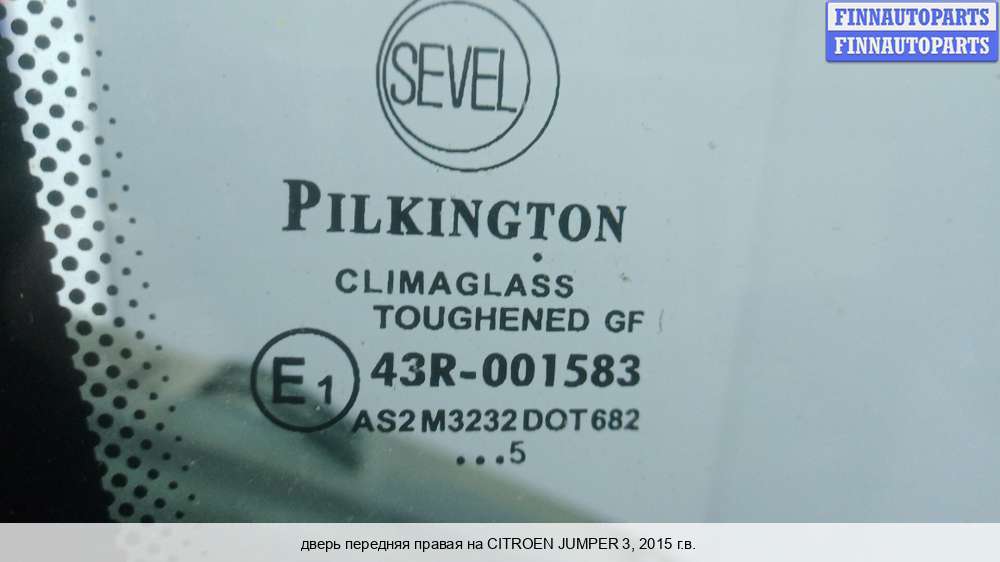 FINNAUTOPARTS
FINNAUTOPARTS
SEVEL
PILKINGTON
CLIMAGLASS
TOUGHENED GF
E1 43R-001583
AS2 M3232 DOT 682
...5
дверь передняя правая на CITROEN JUMPER 3, 2015 г.в.